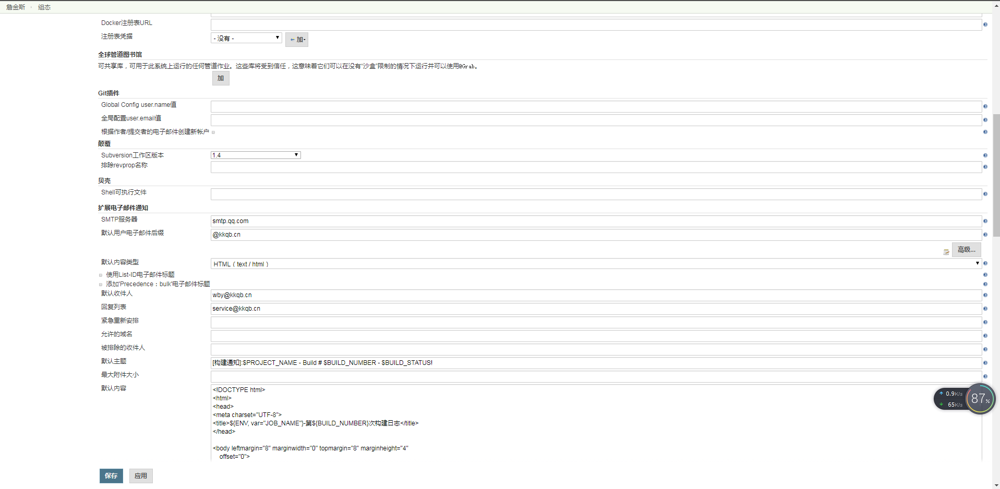 詹金斯 › 组态
Docker注册表URL
注册表凭据 - 没有 - 加
全球管道图书馆
可共享库，可用于此系统上运行的任何管道作业。这些库将受到信任，这意味着它们可以在没有“沙盒”限制的情况下运行并可以使用@Grab。
加
Git插件
Global Config user.name值
全局配置user.email值
根据作者/提交者的电子邮件创建新帐户
颠覆
Subversion工作区版本 1.4
排除revprop名称
贝壳
Shell可执行文件
扩展电子邮件通知
SMTP服务器 smtp.qq.com
默认用户电子邮件后缀 @kkqb.cn
高级...
默认内容类型 HTML（text / html）
使用List-ID电子邮件标题
添加'Precedence：bulk'电子邮件标题
默认收件人 wby@kkqb.cn
回复列表 service@kkqb.cn
紧急重新安排
允许的域名
被排除的收件人
默认主题 [构建通知]:$PROJECT_NAME - Build # $BUILD_NUMBER - $BUILD_STATUS!
最大附件大小
默认内容 <!DOCTYPE html>
<html>
<head>
<meta charset="UTF-8">
<title>${ENV, var="JOB_NAME"}-第${BUILD_NUMBER}次构建日志</title>
</head>
<body leftmargin="8" marginwidth="0" topmargin="8" marginheight="4"
offset="0">
0.9K/s
65K/s
87%
保存 应用